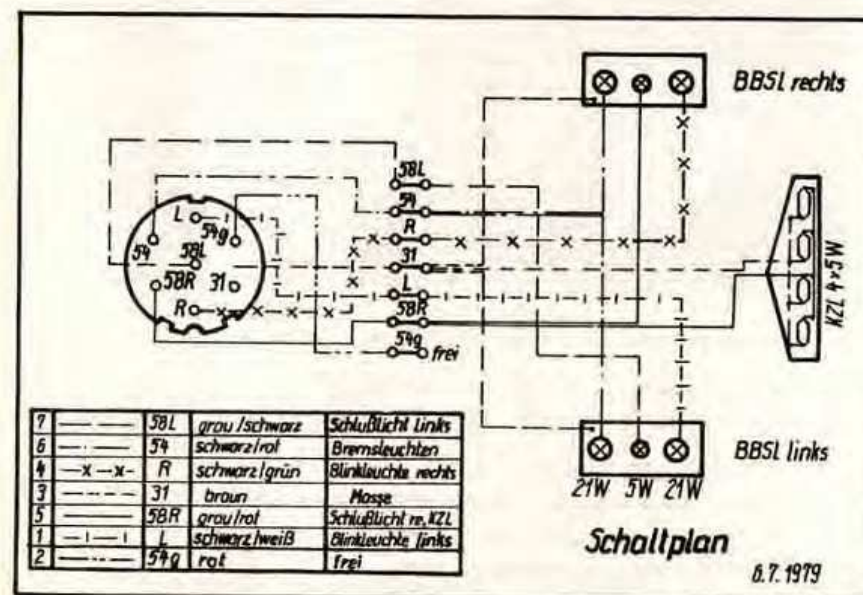 BBSL rechts
58L
54
R
31
L
58R
54g frei
L
54g
54
58L
58R
31
R
KZL 4x5W
7 58L grau/schwarz Schlußlicht links
6 54 schwarz/rot Bremsleuchten
4 —x—x- R schwarz/grün Blinkleuchte rechts
3 31 braun Masse
5 58R grau/rot Schlußlicht re, KZL
1 L schwarz/weiß Blinkleuchte links
2 54g rot frei
BBSL links
21W 5W 21W
Schaltplan
6.7.1979